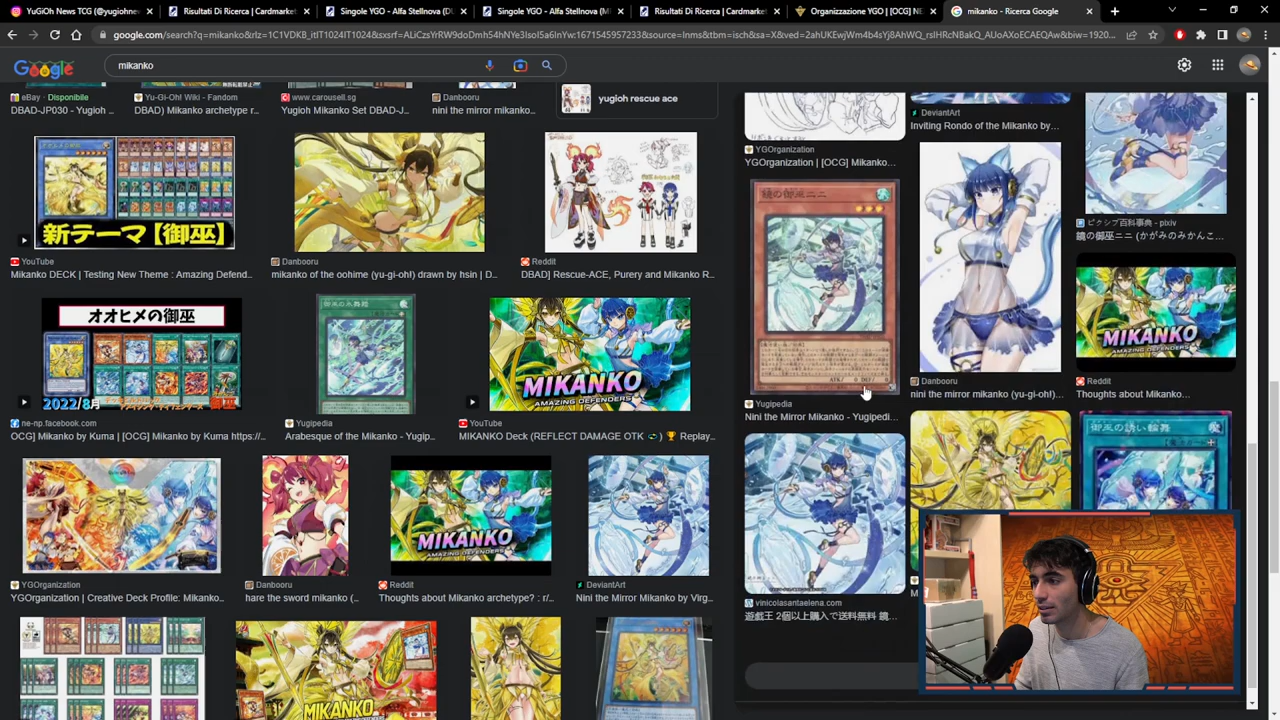 YuGiOh News TCG (@yugiohnew
Risultati Di Ricerca | Cardmarket
Singole YGO - Alfa Stellnova (DU
Singole YGO - Alfa Stellnova (M
Risultati Di Ricerca | Cardmarket
Organizzazione YGO | [OCG] NE
mikanko - Ricerca Google
google.com/search?q=mikanko&rlz=1C1VDKB_itIT1024IT1024&sxsrf=
Google
mikanko
eBay · Disponibile
DBAD-JP030 - Yugioh ...
Yu-Gi-Oh! Wiki - Fandom
DBAD) Mikanko archetype r...
www.carousell.sg
Yugioh Mikanko Set DBAD-J...
Danbooru
nini the mirror mikanko...
yugioh rescue ace
新テーマ【御巫】
YouTube
Mikanko DECK | Testing New Theme : Amazing Defend...
Danbooru
mikanko of the oohime (yu-gi-oh!) drawn by hsin | D...
Reddit
DBAD] Rescue-ACE, Purery and Mikanko R...
オオヒメの御巫
2022/8月
ne-np.facebook.com
OCG] Mikanko by Kuma | [OCG] Mikanko by Kuma https:/...
Yugipedia
Arabesque of the Mikanko - Yugip...
MIKANKO
AMAZING DEFENDERS
YouTube
MIKANKO Deck (REFLECT DAMAGE OTK ) Replay...
YGOrganization
YGOrganization | Creative Deck Profile: Mikanko...
Danbooru
hare the sword mikanko (...
MIKANKO
AMAZING DEFENDERS
Reddit
Thoughts about Mikanko archetype? : r/...
DeviantArt
Nini the Mirror Mikanko by Virg...
MIKANKO
YGOrganization
YGOrganization | [OCG] Mikanko...
DeviantArt
Inviting Rondo of the Mikanko by...
ピクシブ百科事典 - pixiv
鏡の御巫ニニ (かがみのみかんこ...
鏡の御巫ニニ
Yugipedia
Nini the Mirror Mikanko - Yugipedi...
Danbooru
nini the mirror mikanko (yu-gi-oh!)...
MIKANKO
AMAZING DEFENDERS
Reddit
Thoughts about Mikanko...
御巫の誘い輪舞
vinicolasantaelena.com
遊戯王 2個以上購入で送料無料 鏡...